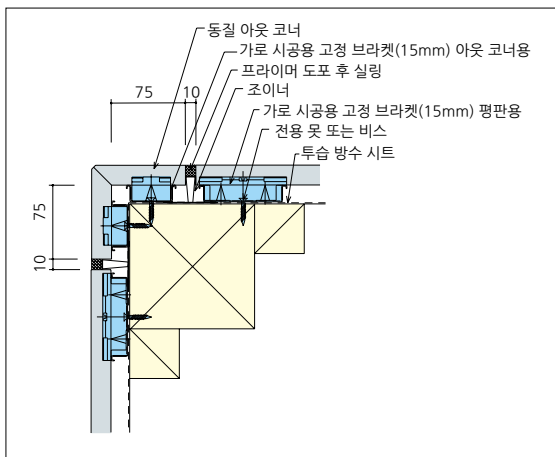 동질 아웃 코너
가로 시공용 고정 브라켓(15mm) 아웃 코너용
프라이머 도포 후 실링
조이너
가로 시공용 고정 브라켓(15mm) 평판용
전용 못 또는 비스
투습 방수 시트
75
10
75
10